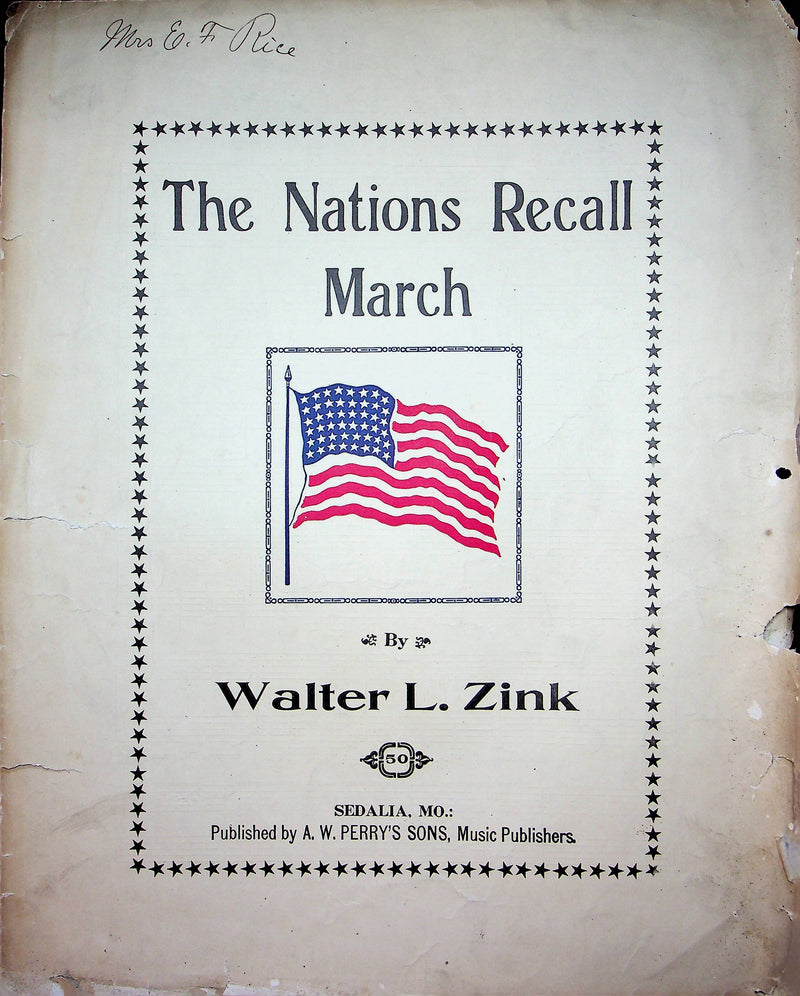 Mrs E. F Rice
The Nations Recall
March
By
Walter L. Zink
50
SEDALIA, MO.:
Published by A. W. PERRY'S SONS, Music Publishers.